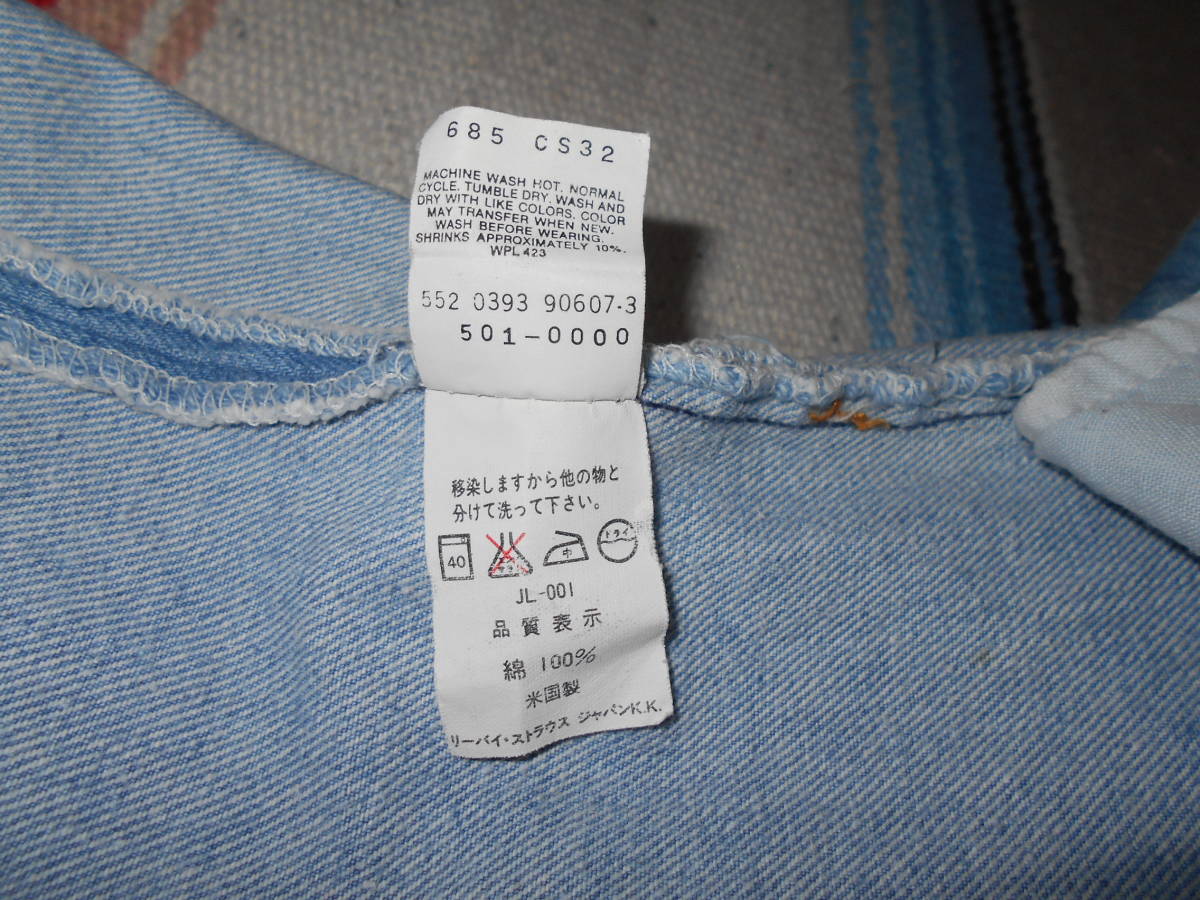 685 CS32
MACHINE WASH HOT. NORMAL
CYCLE. TUMBLE DRY. WASH AND
DRY WITH LIKE COLORS. COLOR
MAY TRANSFER WHEN NEW.
WASH BEFORE WEARING.
SHRINKS APPROXIMATELY 10%.
WPL 423
552 0393 90607-3
501-0000
移染しますから他の物と
分けて洗って下さい。
40 中 ドライ
JL-001
品質表示
綿 100%
米国製
リーバイ・ストラウス ジャパンK.K.